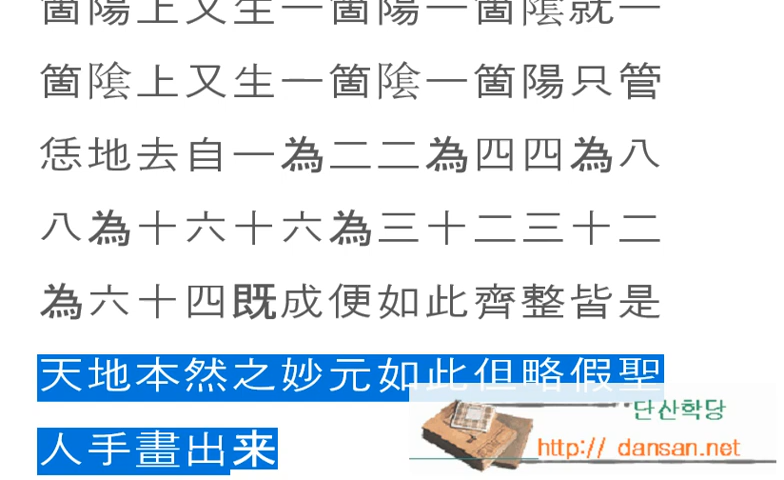 箇陽上又生一箇陽一箇陰就一
箇陰上又生一箇陰一箇陽只管
恁地去自一為二二為四四為八
八為十六十六為三十二三十二
為六十四既成便如此齊整皆是
天地本然之妙元如此但略假聖
人手畫出来
단산학당
http:// dansan.net